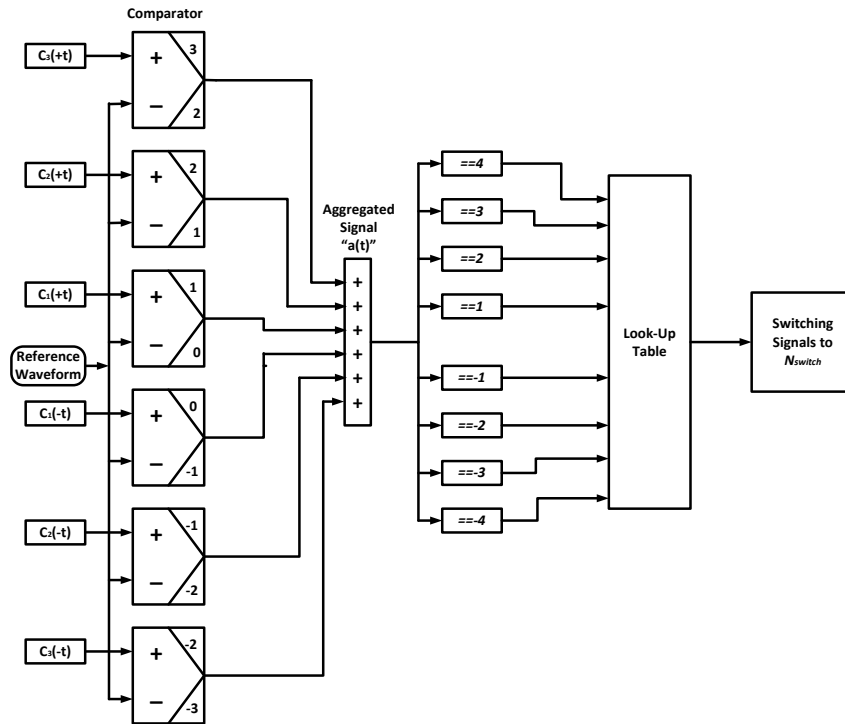 Comparator
C3(+t)
+
−
3
2
C2(+t)
+
−
2
1
C1(+t)
+
−
1
0
Reference
Waveform
C1(-t)
+
−
0
-1
C2(-t)
+
−
-1
-2
C3(-t)
+
−
-2
-3
Aggregated
Signal
“a(t)”
+
+
+
+
+
+
==4
==3
==2
==1
==-1
==-2
==-3
==-4
Look-Up
Table
Switching
Signals to
Nswitch